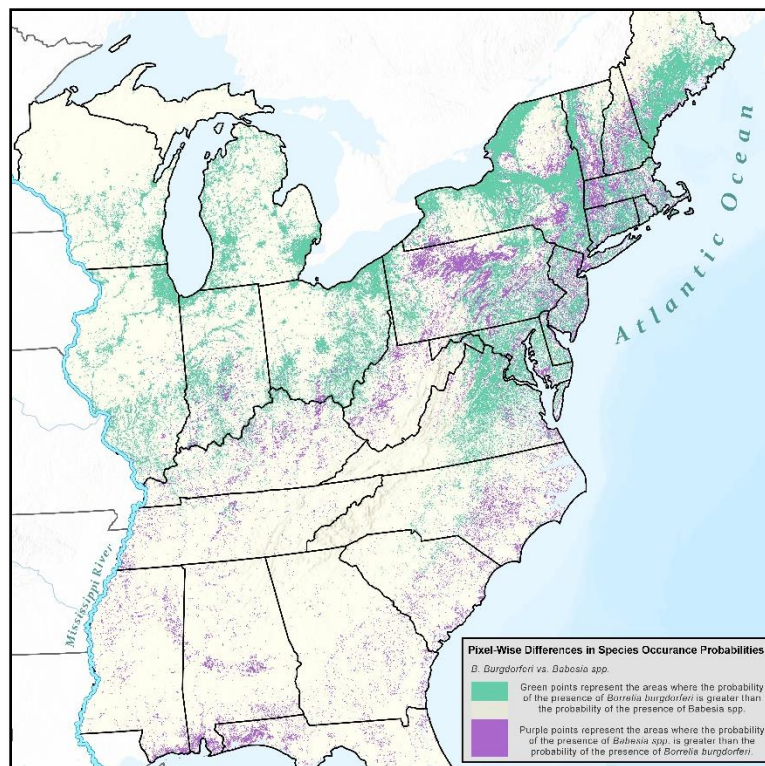 Atlantic Ocean
Mississippi River
Pixel-Wise Differences in Species Occurance Probabilities
B. Burgdorferi vs. Babesia spp.
Green points represent the areas where the probability
of the presence of Borrelia burgdorferi is greater than
the probability of the presence of Babesia spp.
Purple points represent the areas where the
probability of the presence of Babesia spp. is greater than the
probability of the presence of Borrelia burgdorferi.